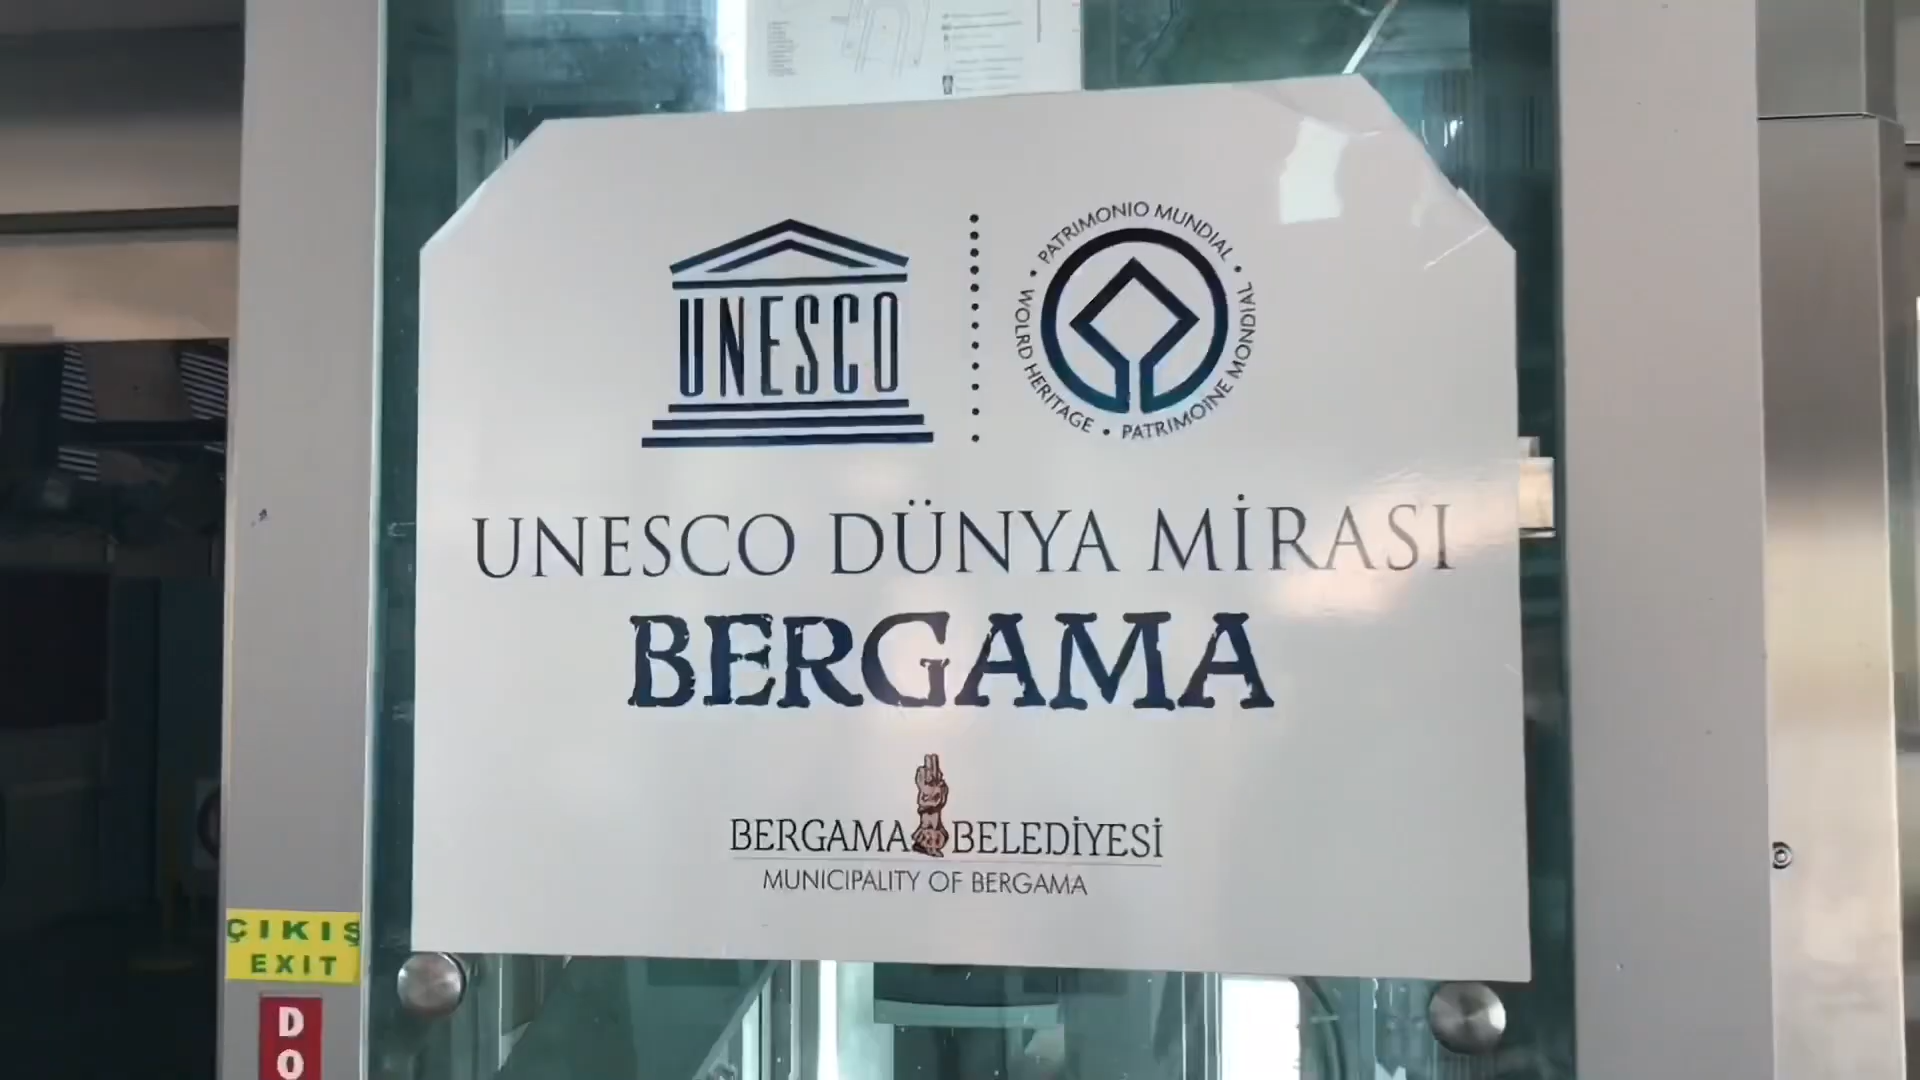 UNESCO
PATRIMONIO MUNDIAL • WOLRD HERITAGE • PATRIMOINE MONDIAL •
UNESCO DÜNYA MİRASI
BERGAMA
BERGAMA BELEDİYESİ
MUNICIPALITY OF BERGAMA
ÇIKIŞ
EXIT
D
O